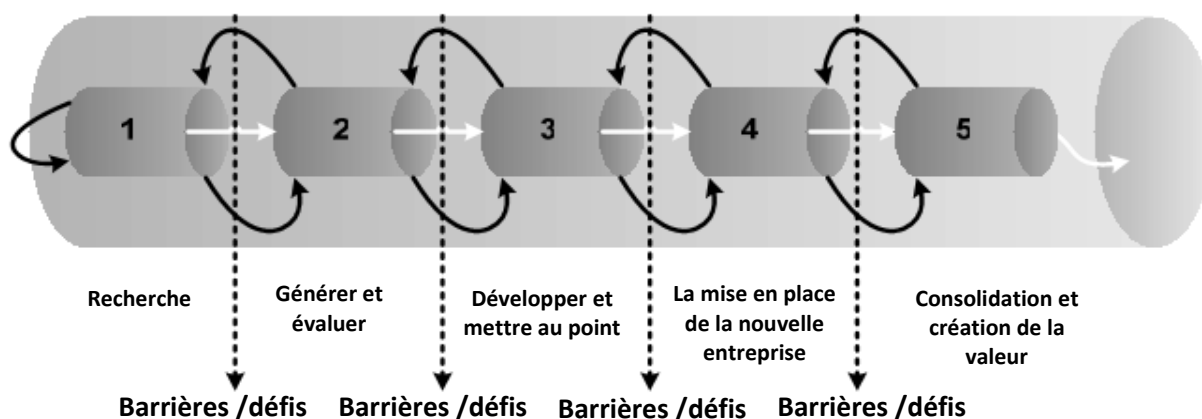 1
2
3
4
5
Recherche
Générer et
évaluer
Développer et
mettre au point
La mise en place
de la nouvelle
entreprise
Consolidation et
création de la
valeur
Barrières /défis
Barrières /défis
Barrières /défis
Barrières /défis